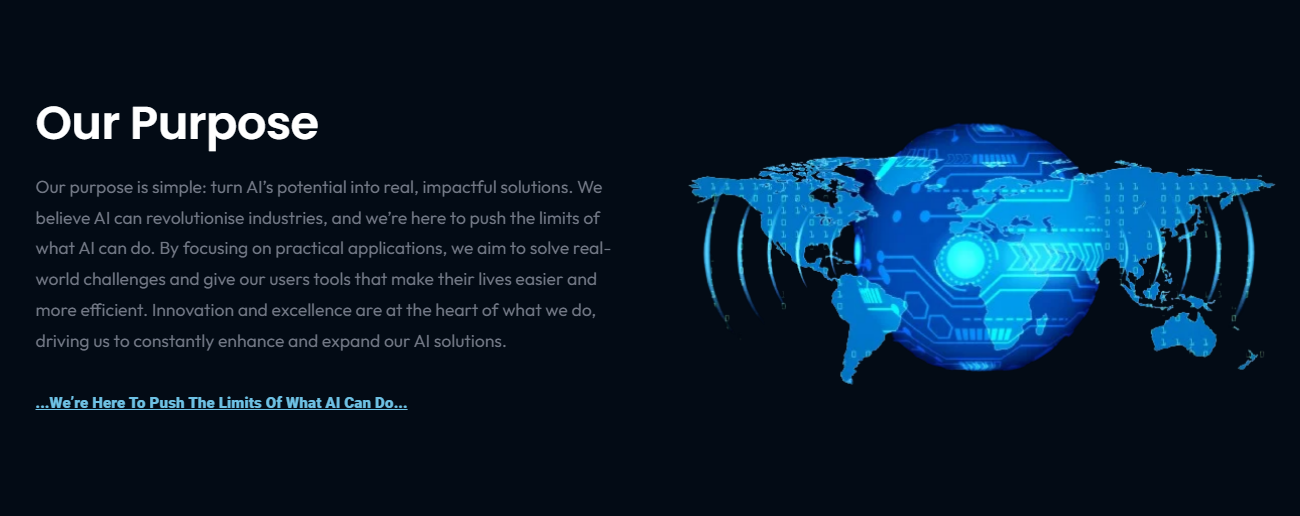 Our Purpose
Our purpose is simple: turn AI's potential into real, impactful solutions. We
believe AI can revolutionise industries, and we're here to push the limits of
what AI can do. By focusing on practical applications, we aim to solve real-
world challenges and give our users tools that make their lives easier and
more efficient. Innovation and excellence are at the heart of what we do,
driving us to constantly enhance and expand our AI solutions.
...We're Here To Push The Limits Of What AI Can Do...